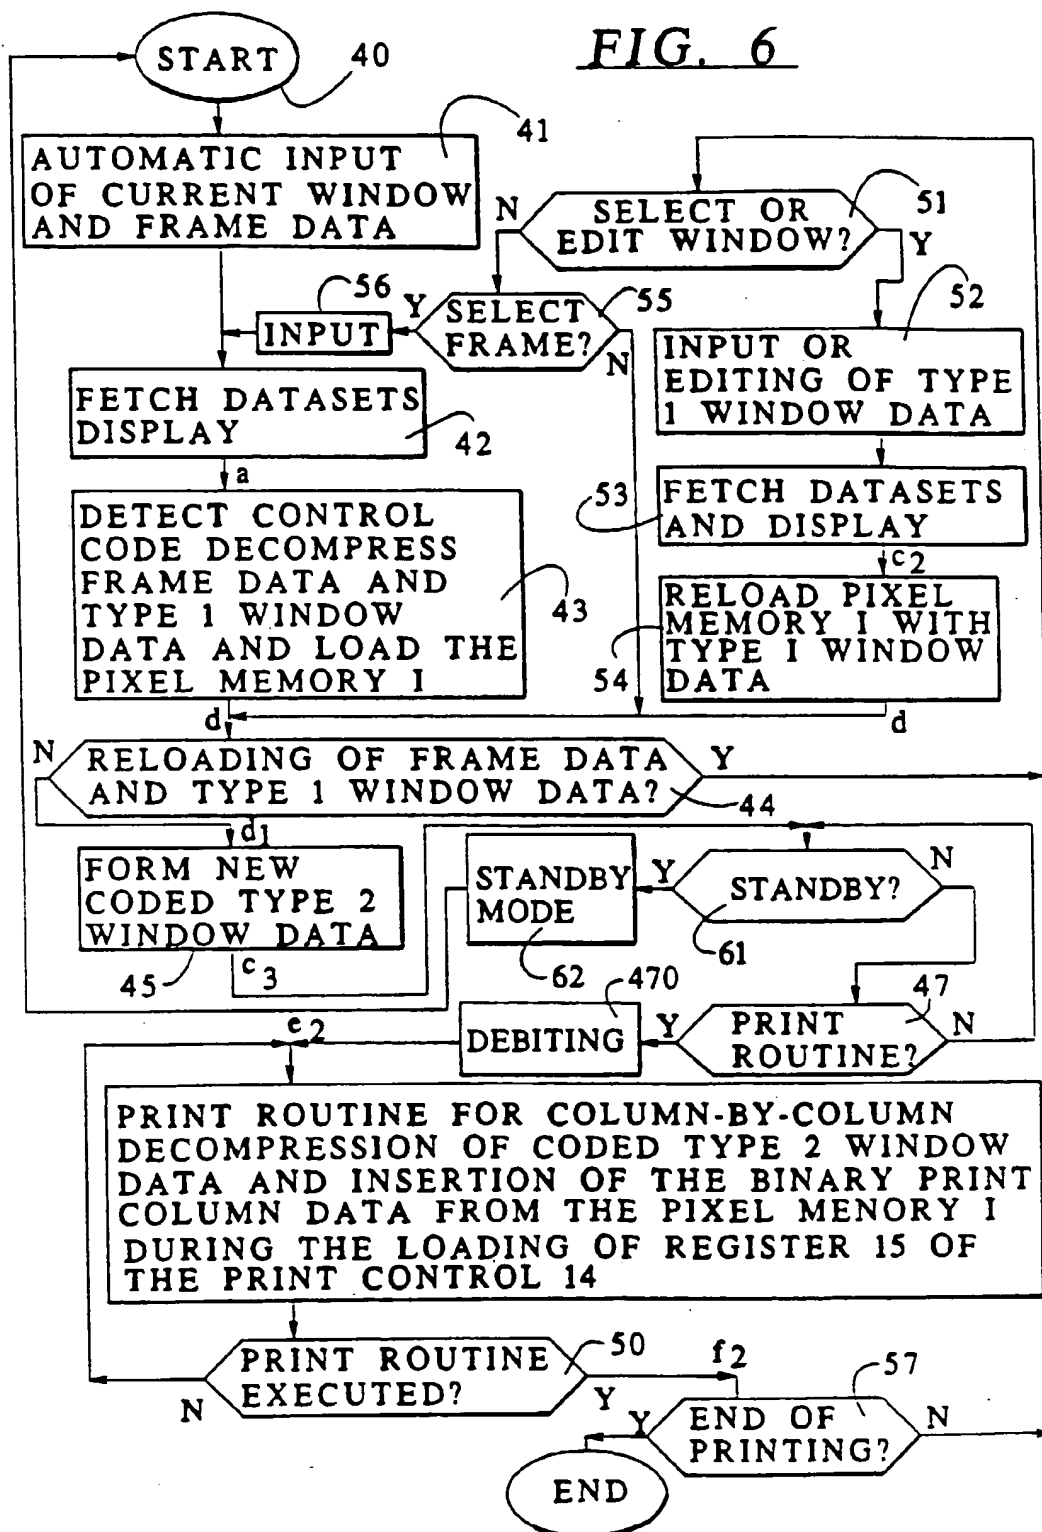 FIG. 6
START
40
41
AUTOMATIC INPUT
OF CURRENT WINDOW
AND FRAME DATA
N
SELECT OR
EDIT WINDOW?
51
Y
56
INPUT
Y
SELECT
FRAME?
55
N
52
INPUT OR
EDITING OF TYPE
1 WINDOW DATA
FETCH DATASETS
DISPLAY
42
a
53
FETCH DATASETS
AND DISPLAY
c2
DETECT CONTROL
CODE DECOMPRESS
FRAME DATA AND
TYPE 1 WINDOW
DATA AND LOAD THE
PIXEL MEMORY I
43
RELOAD PIXEL
MEMORY I WITH
TYPE I WINDOW
DATA
54
d
d
N
RELOADING OF FRAME DATA
AND TYPE 1 WINDOW DATA?
Y
44
d1
FORM NEW
CODED TYPE 2
WINDOW DATA
45
c3
STANDBY
MODE
62
Y
STANDBY?
N
61
470
DEBITING
Y
PRINT
ROUTINE?
47
N
e2
PRINT ROUTINE FOR COLUMN-BY-COLUMN
DECOMPRESSION OF CODED TYPE 2 WINDOW
DATA AND INSERTION OF THE BINARY PRINT
COLUMN DATA FROM THE PIXEL MENORY I
DURING THE LOADING OF REGISTER 15 OF
THE PRINT CONTROL 14
PRINT ROUTINE
EXECUTED?
50
N
Y
f2
57
Y
END OF
PRINTING?
N
END